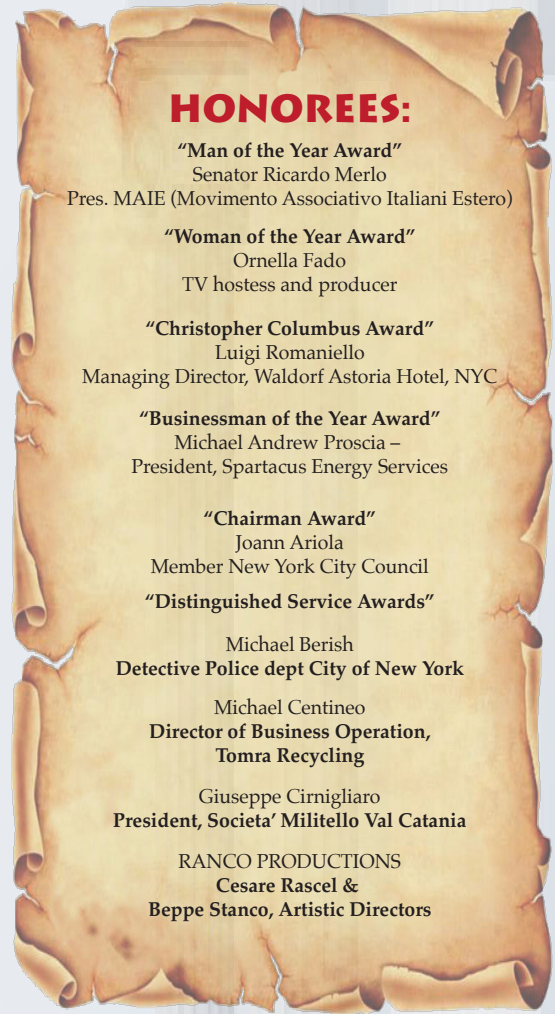 HONOREES:
“Man of the Year Award”
Senator Ricardo Merlo
Pres. MAIE (Movimento Associativo Italiani Estero)
“Woman of the Year Award”
Ornella Fado
TV hostess and producer
“Christopher Columbus Award”
Luigi Romaniello
Managing Director, Waldorf Astoria Hotel, NYC
“Businessman of the Year Award”
Michael Andrew Proscia –
President, Spartacus Energy Services
“Chairman Award”
Joann Ariola
Member New York City Council
“Distinguished Service Awards”
Michael Berish
Detective Police dept City of New York
Michael Centineo
Director of Business Operation,
Tomra Recycling
Giuseppe Cirnigliaro
President, Societa’ Militello Val Catania
RANCO PRODUCTIONS
Cesare Rascel &
Beppe Stanco, Artistic Directors